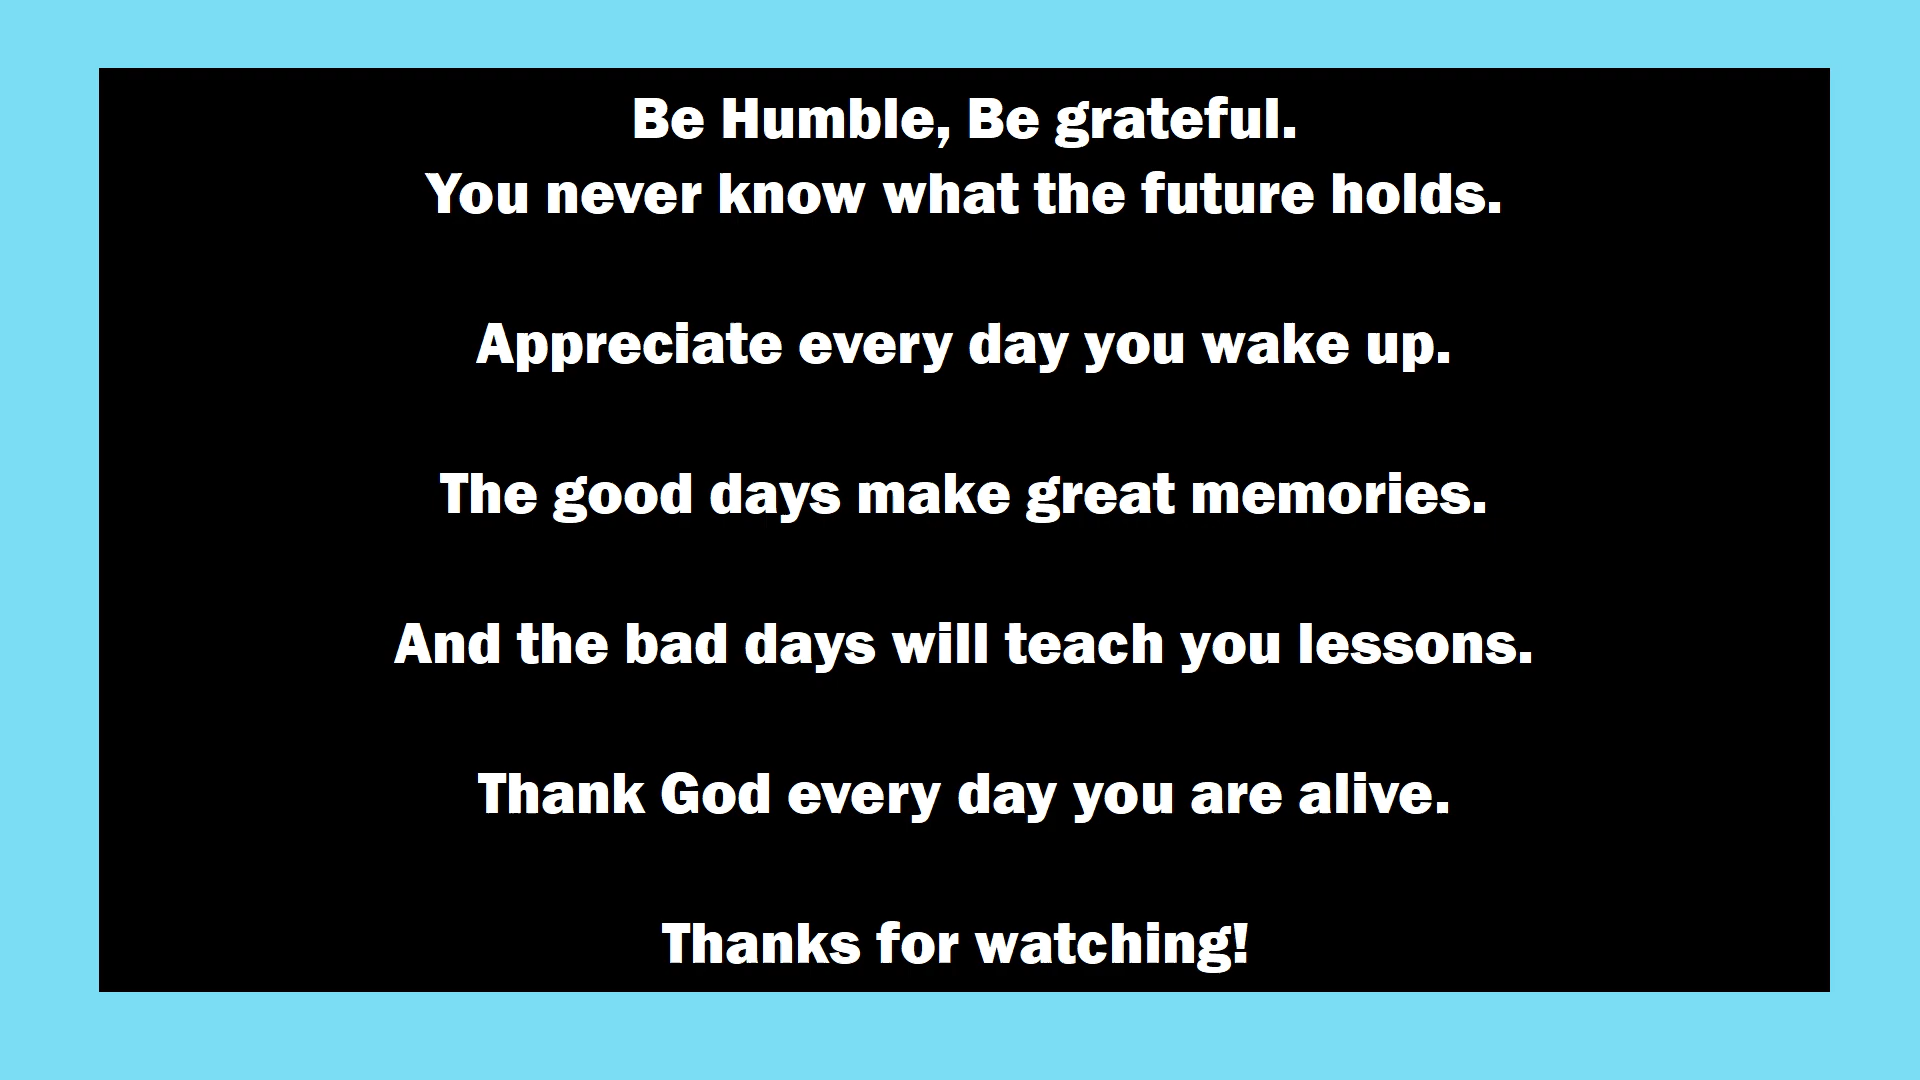 Be Humble, Be grateful.
You never know what the future holds.
Appreciate every day you wake up.
The good days make great memories.
And the bad days will teach you lessons.
Thank God every day you are alive.
Thanks for watching!